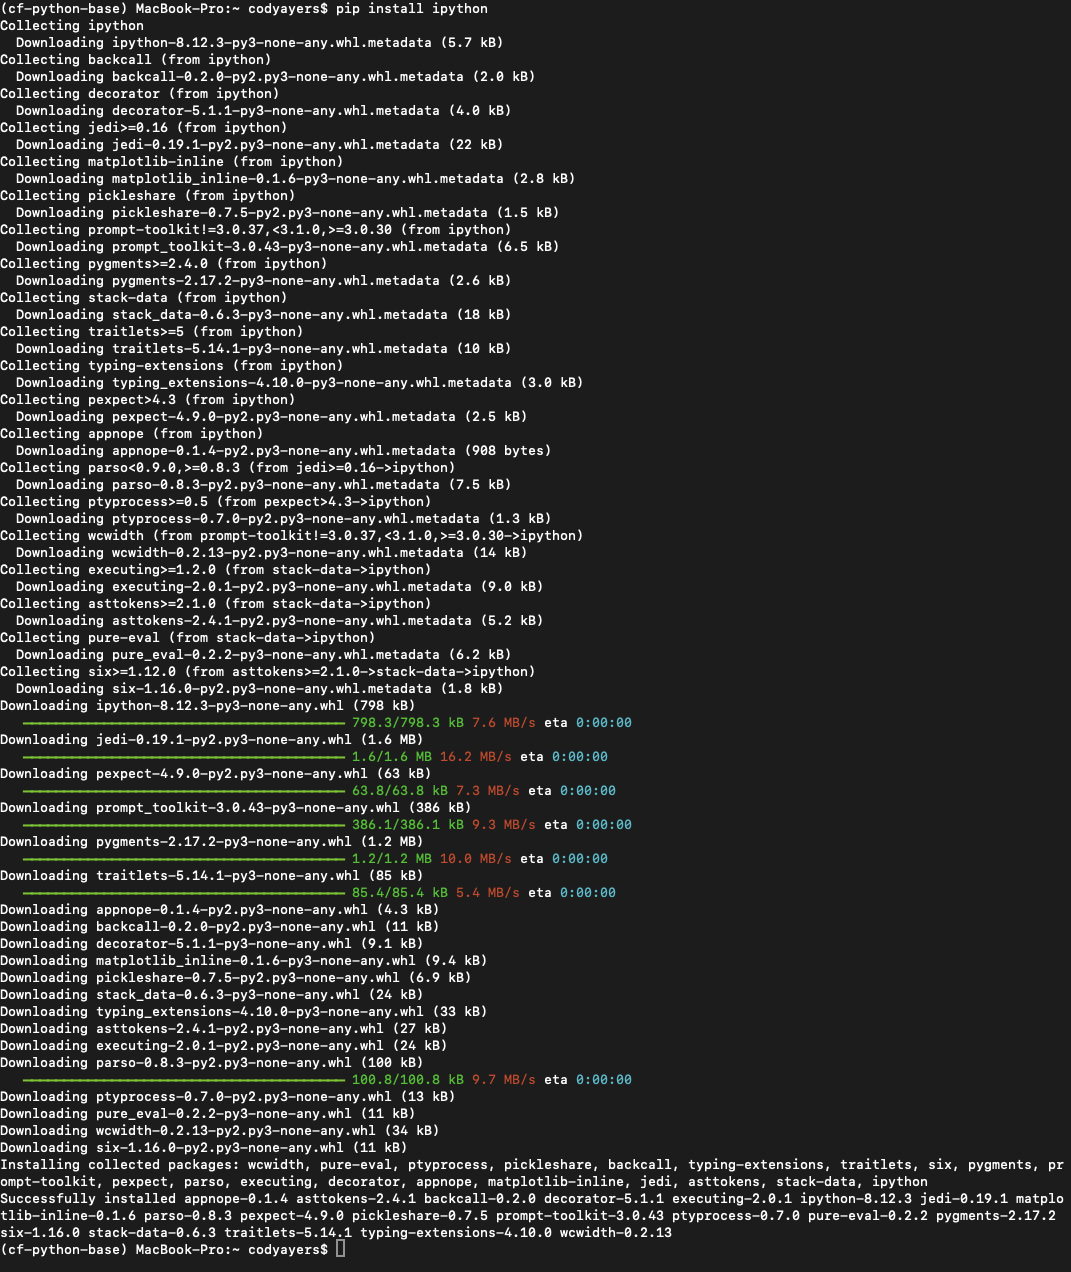 (cf-python-base) MacBook-Pro:~ codyayers$ pip install ipython
Collecting ipython
  Downloading ipython-8.12.3-py3-none-any.whl.metadata (5.7 kB)
Collecting backcall (from ipython)
  Downloading backcall-0.2.0-py2.py3-none-any.whl.metadata (2.0 kB)
Collecting decorator (from ipython)
  Downloading decorator-5.1.1-py3-none-any.whl.metadata (4.0 kB)
Collecting jedi>=0.16 (from ipython)
  Downloading jedi-0.19.1-py2.py3-none-any.whl.metadata (22 kB)
Collecting matplotlib-inline (from ipython)
  Downloading matplotlib_inline-0.1.6-py3-none-any.whl.metadata (2.8 kB)
Collecting pickleshare (from ipython)
  Downloading pickleshare-0.7.5-py2.py3-none-any.whl.metadata (1.5 kB)
Collecting prompt-toolkit!=3.0.37,<3.1.0,>=3.0.30 (from ipython)
  Downloading prompt_toolkit-3.0.43-py3-none-any.whl.metadata (6.5 kB)
Collecting pygments>=2.4.0 (from ipython)
  Downloading pygments-2.17.2-py3-none-any.whl.metadata (2.6 kB)
Collecting stack-data (from ipython)
  Downloading stack_data-0.6.3-py3-none-any.whl.metadata (18 kB)
Collecting traitlets>=5 (from ipython)
  Downloading traitlets-5.14.1-py3-none-any.whl.metadata (10 kB)
Collecting typing-extensions (from ipython)
  Downloading typing_extensions-4.10.0-py3-none-any.whl.metadata (3.0 kB)
Collecting pexpect>4.3 (from ipython)
  Downloading pexpect-4.9.0-py2.py3-none-any.whl.metadata (2.5 kB)
Collecting appnope (from ipython)
  Downloading appnope-0.1.4-py2.py3-none-any.whl.metadata (908 bytes)
Collecting parso<0.9.0,>=0.8.3 (from jedi>=0.16->ipython)
  Downloading parso-0.8.3-py2.py3-none-any.whl.metadata (7.5 kB)
Collecting ptyprocess>=0.5 (from pexpect>4.3->ipython)
  Downloading ptyprocess-0.7.0-py2.py3-none-any.whl.metadata (1.3 kB)
Collecting wcwidth (from prompt-toolkit!=3.0.37,<3.1.0,>=3.0.30->ipython)
  Downloading wcwidth-0.2.13-py2.py3-none-any.whl.metadata (14 kB)
Collecting executing>=1.2.0 (from stack-data->ipython)
  Downloading executing-2.0.1-py2.py3-none-any.whl.metadata (9.0 kB)
Collecting asttokens>=2.1.0 (from stack-data->ipython)
  Downloading asttokens-2.4.1-py2.py3-none-any.whl.metadata (5.2 kB)
Collecting pure-eval (from stack-data->ipython)
  Downloading pure_eval-0.2.2-py3-none-any.whl.metadata (6.2 kB)
Collecting six>=1.12.0 (from asttokens>=2.1.0->stack-data->ipython)
  Downloading six-1.16.0-py2.py3-none-any.whl.metadata (1.8 kB)
Downloading ipython-8.12.3-py3-none-any.whl (798 kB)
798.3/798.3 kB 7.6 MB/s eta 0:00:00
Downloading jedi-0.19.1-py2.py3-none-any.whl (1.6 MB)
1.6/1.6 MB 16.2 MB/s eta 0:00:00
Downloading pexpect-4.9.0-py2.py3-none-any.whl (63 kB)
63.8/63.8 kB 7.3 MB/s eta 0:00:00
Downloading prompt_toolkit-3.0.43-py3-none-any.whl (386 kB)
386.1/386.1 kB 9.3 MB/s eta 0:00:00
Downloading pygments-2.17.2-py3-none-any.whl (1.2 MB)
1.2/1.2 MB 10.0 MB/s eta 0:00:00
Downloading traitlets-5.14.1-py3-none-any.whl (85 kB)
85.4/85.4 kB 5.4 MB/s eta 0:00:00
Downloading appnope-0.1.4-py2.py3-none-any.whl (4.3 kB)
Downloading backcall-0.2.0-py2.py3-none-any.whl (11 kB)
Downloading decorator-5.1.1-py3-none-any.whl (9.1 kB)
Downloading matplotlib_inline-0.1.6-py3-none-any.whl (9.4 kB)
Downloading pickleshare-0.7.5-py2.py3-none-any.whl (6.9 kB)
Downloading stack_data-0.6.3-py3-none-any.whl (24 kB)
Downloading typing_extensions-4.10.0-py3-none-any.whl (33 kB)
Downloading asttokens-2.4.1-py2.py3-none-any.whl (27 kB)
Downloading executing-2.0.1-py2.py3-none-any.whl (24 kB)
Downloading parso-0.8.3-py2.py3-none-any.whl (100 kB)
100.8/100.8 kB 9.7 MB/s eta 0:00:00
Downloading ptyprocess-0.7.0-py2.py3-none-any.whl (13 kB)
Downloading pure_eval-0.2.2-py3-none-any.whl (11 kB)
Downloading wcwidth-0.2.13-py2.py3-none-any.whl (34 kB)
Downloading six-1.16.0-py2.py3-none-any.whl (11 kB)
Installing collected packages: wcwidth, pure-eval, ptyprocess, pickleshare, backcall, typing-extensions, traitlets, six, pygments, pr
ompt-toolkit, pexpect, parso, executing, decorator, appnope, matplotlib-inline, jedi, asttokens, stack-data, ipython
Successfully installed appnope-0.1.4 asttokens-2.4.1 backcall-0.2.0 decorator-5.1.1 executing-2.0.1 ipython-8.12.3 jedi-0.19.1 matplo
tlib-inline-0.1.6 parso-0.8.3 pexpect-4.9.0 pickleshare-0.7.5 prompt-toolkit-3.0.43 ptyprocess-0.7.0 pure-eval-0.2.2 pygments-2.17.2
six-1.16.0 stack-data-0.6.3 traitlets-5.14.1 typing-extensions-4.10.0 wcwidth-0.2.13
(cf-python-base) MacBook-Pro:~ codyayers$